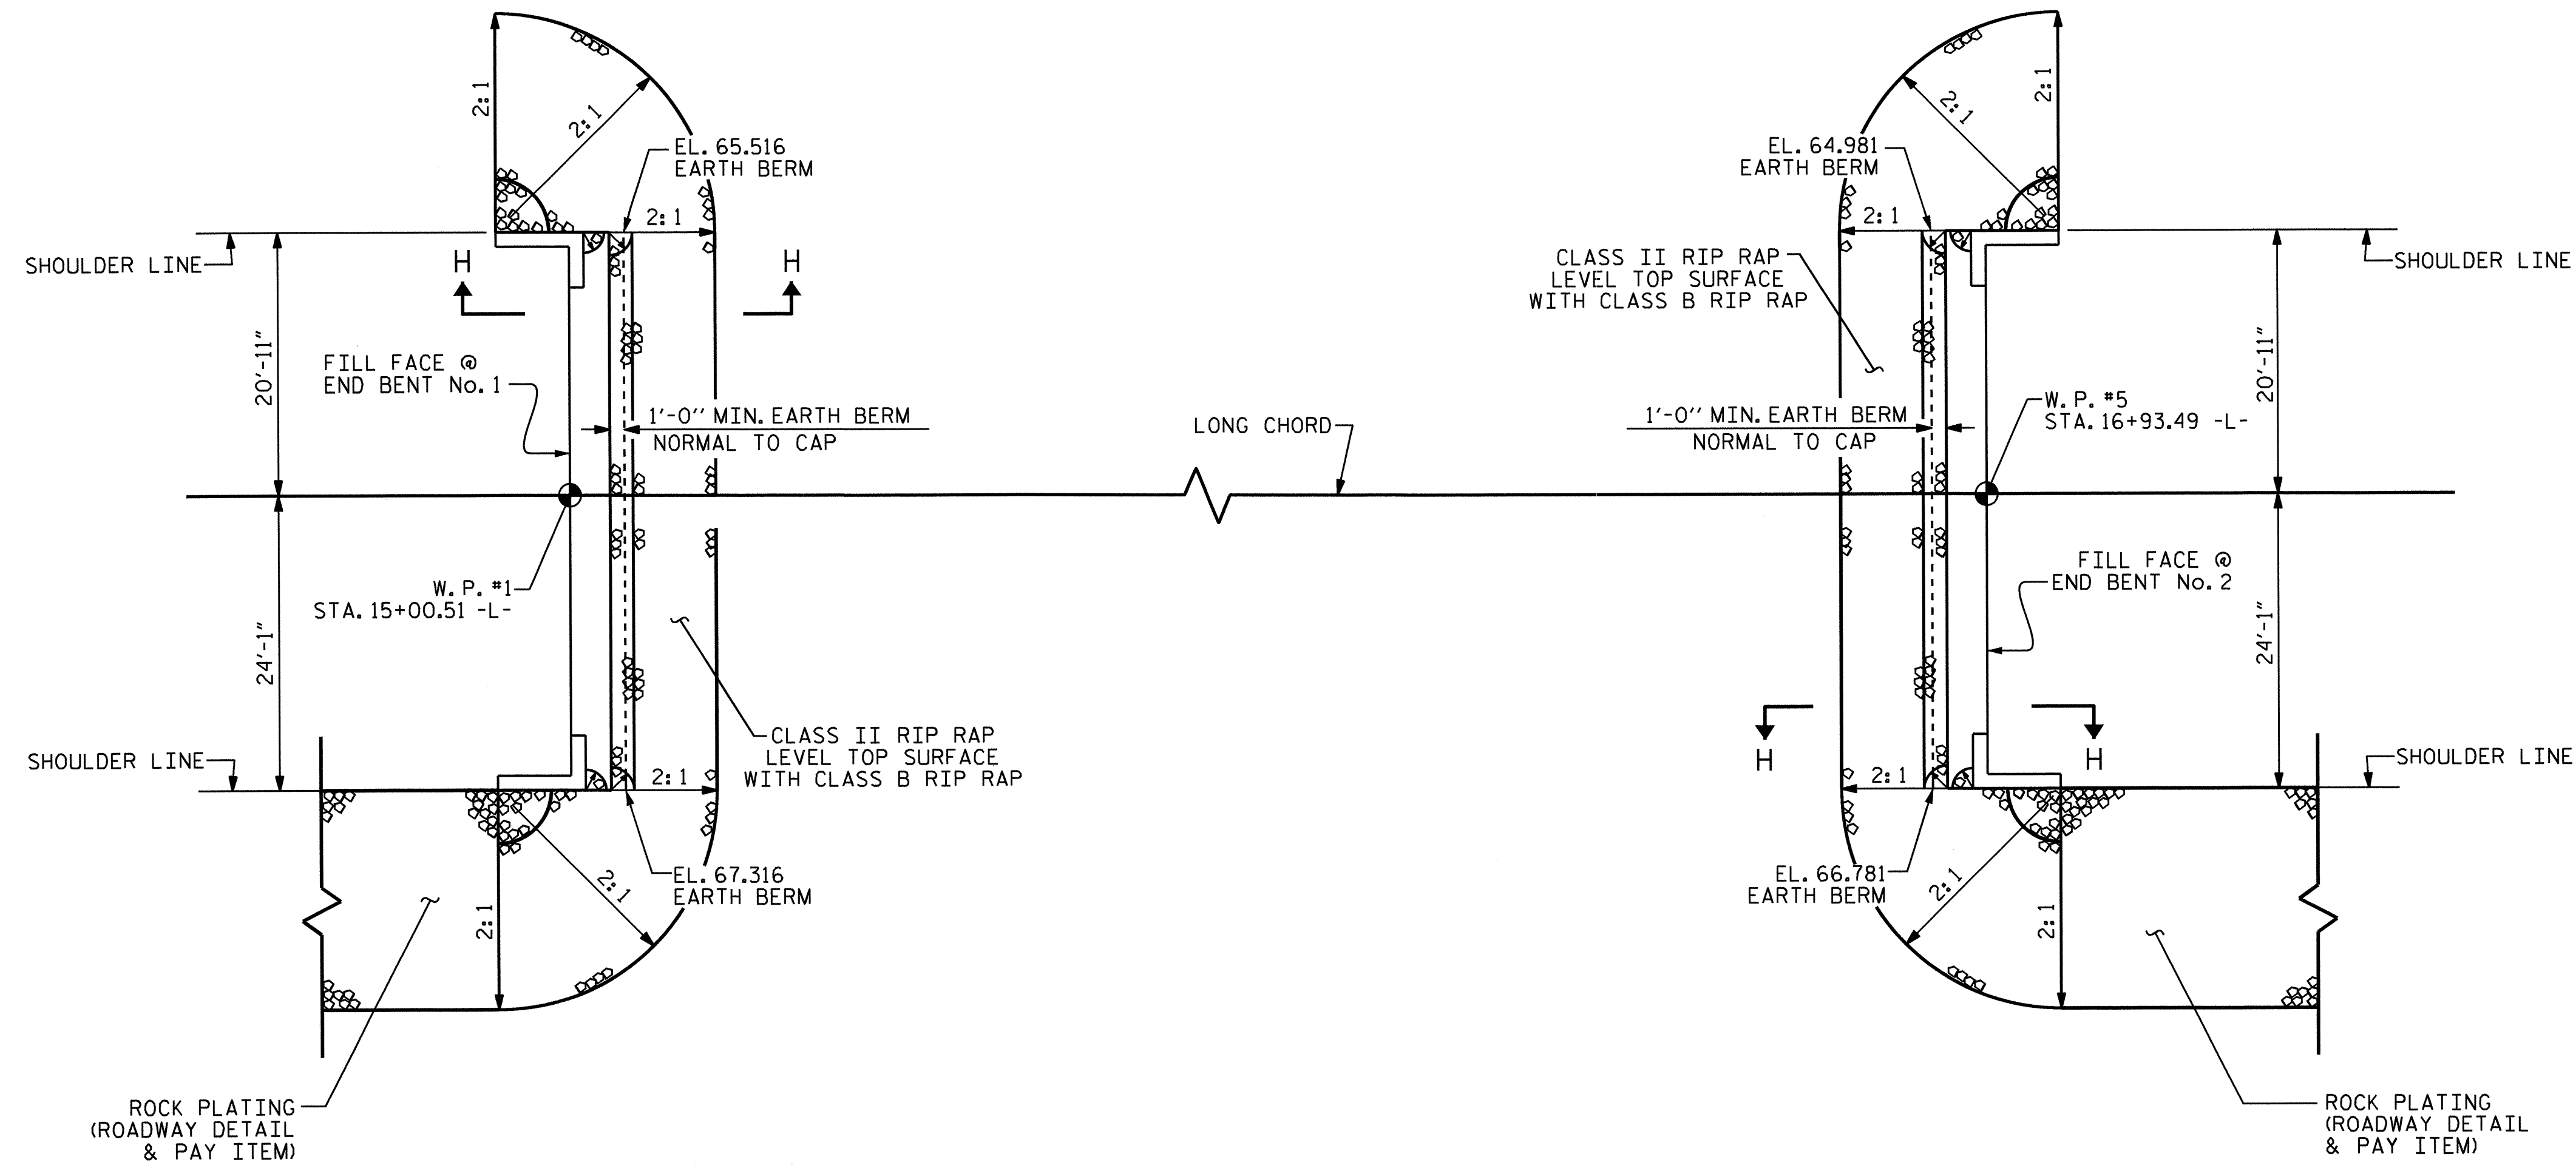 2:1
2:1
EL. 65.516
EARTH BERM
2:1
SHOULDER LINE
H
H
20'-11"
FILL FACE @
END BENT No. 1
1'-0" MIN. EARTH BERM
NORMAL TO CAP
W. P. #1
STA. 15+00.51 -L-
24'-1"
SHOULDER LINE
CLASS II RIP RAP
LEVEL TOP SURFACE
WITH CLASS B RIP RAP
2:1
EL. 67.316
EARTH BERM
2:1
2:1
ROCK PLATING
(ROADWAY DETAIL
& PAY ITEM)
LONG CHORD
2:1
2:1
EL. 64.981
EARTH BERM
2:1
CLASS II RIP RAP
LEVEL TOP SURFACE
WITH CLASS B RIP RAP
SHOULDER LINE
20'-11"
1'-0" MIN. EARTH BERM
NORMAL TO CAP
W. P. #5
STA. 16+93.49 -L-
FILL FACE @
END BENT No. 2
24'-1"
H
H
SHOULDER LINE
2:1
EL. 66.781
EARTH BERM
2:1
2:1
ROCK PLATING
(ROADWAY DETAIL
& PAY ITEM)